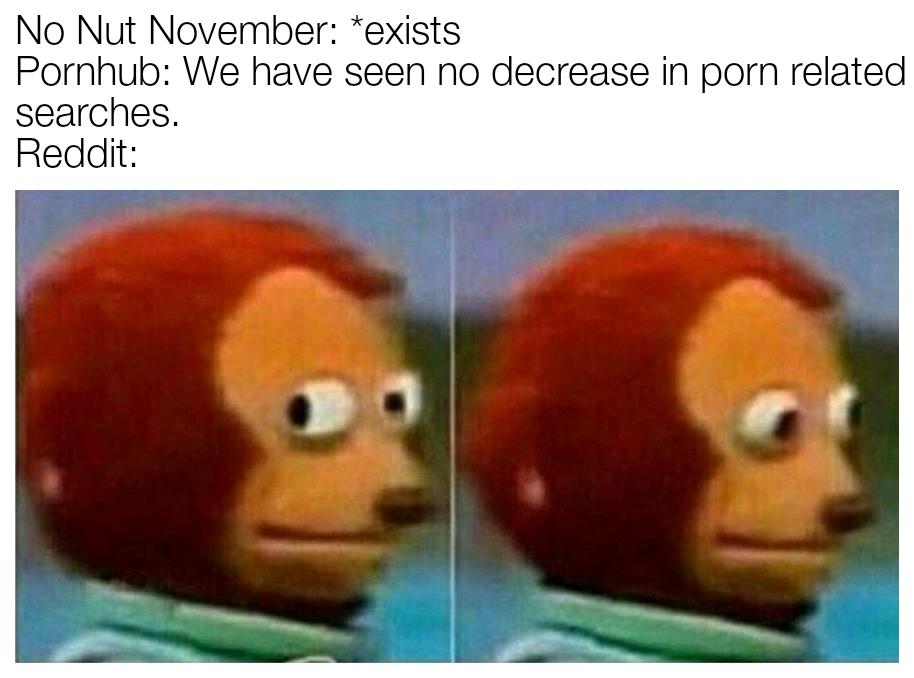 No Nut November: *exists
Pornhub: We have seen no decrease in porn related
searches.
Reddit: